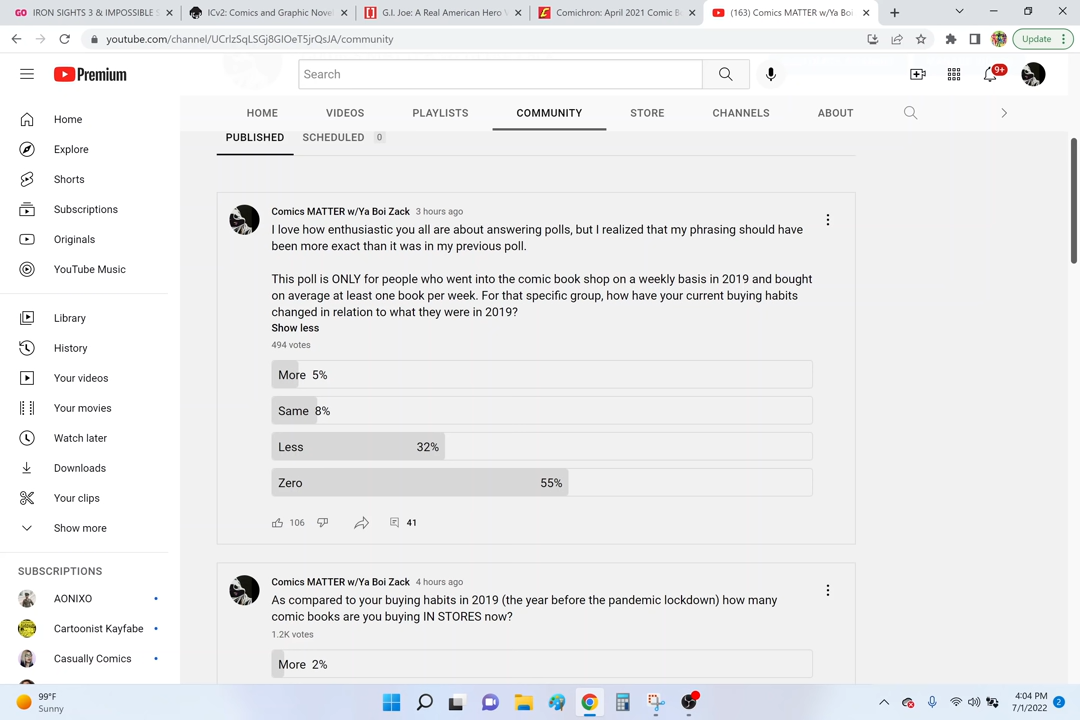 GO IRON SIGHTS 3 & IMPOSSIBLE S
ICv2: Comics and Graphic Nove
G.I. Joe: A Real American Hero V
Comichron: April 2021 Comic B
(163) Comics MATTER w/Ya Boi
youtube.com/channel/UCrIzSqLSGj8GIOeT5jrQsJA/community
Update
Premium
Search
9+
HOME VIDEOS PLAYLISTS COMMUNITY STORE CHANNELS ABOUT
PUBLISHED SCHEDULED 0
Home
Explore
Shorts
Subscriptions
Originals
YouTube Music
Library
History
Your videos
Your movies
Watch later
Downloads
Your clips
Show more
SUBSCRIPTIONS
AONIXO
Cartoonist Kayfabe
Casually Comics
Comics MATTER w/Ya Boi Zack 3 hours ago
I love how enthusiastic you all are about answering polls, but I realized that my phrasing should have
been more exact than it was in my previous poll.
This poll is ONLY for people who went into the comic book shop on a weekly basis in 2019 and bought
on average at least one book per week. For that specific group, how have your current buying habits
changed in relation to what they were in 2019?
Show less
494 votes
More 5%
Same 8%
Less 32%
Zero 55%
106 41
Comics MATTER w/Ya Boi Zack 4 hours ago
As compared to your buying habits in 2019 (the year before the pandemic lockdown) how many
comic books are you buying IN STORES now?
1.2K votes
More 2%
99°F
Sunny
4:04 PM
7/1/2022
2